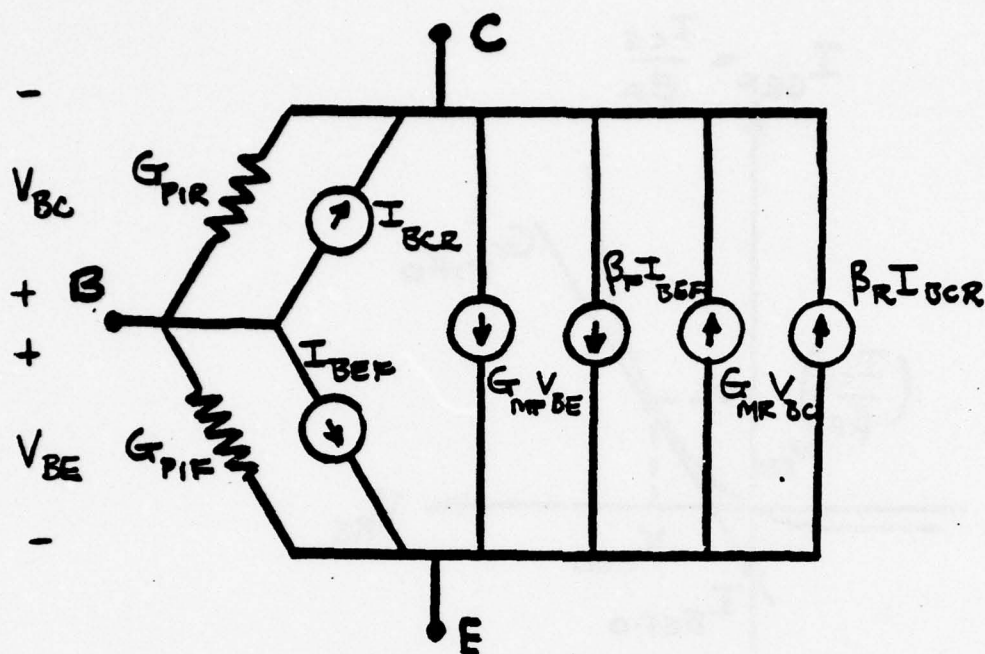 C
-
G_PIR
V_BC
I_BCR
+ B
+
β_F I_BEF
β_R I_BCR
I_BEF
G_MF V_BE
G_MR V_BC
G_PIF
V_BE
-
E